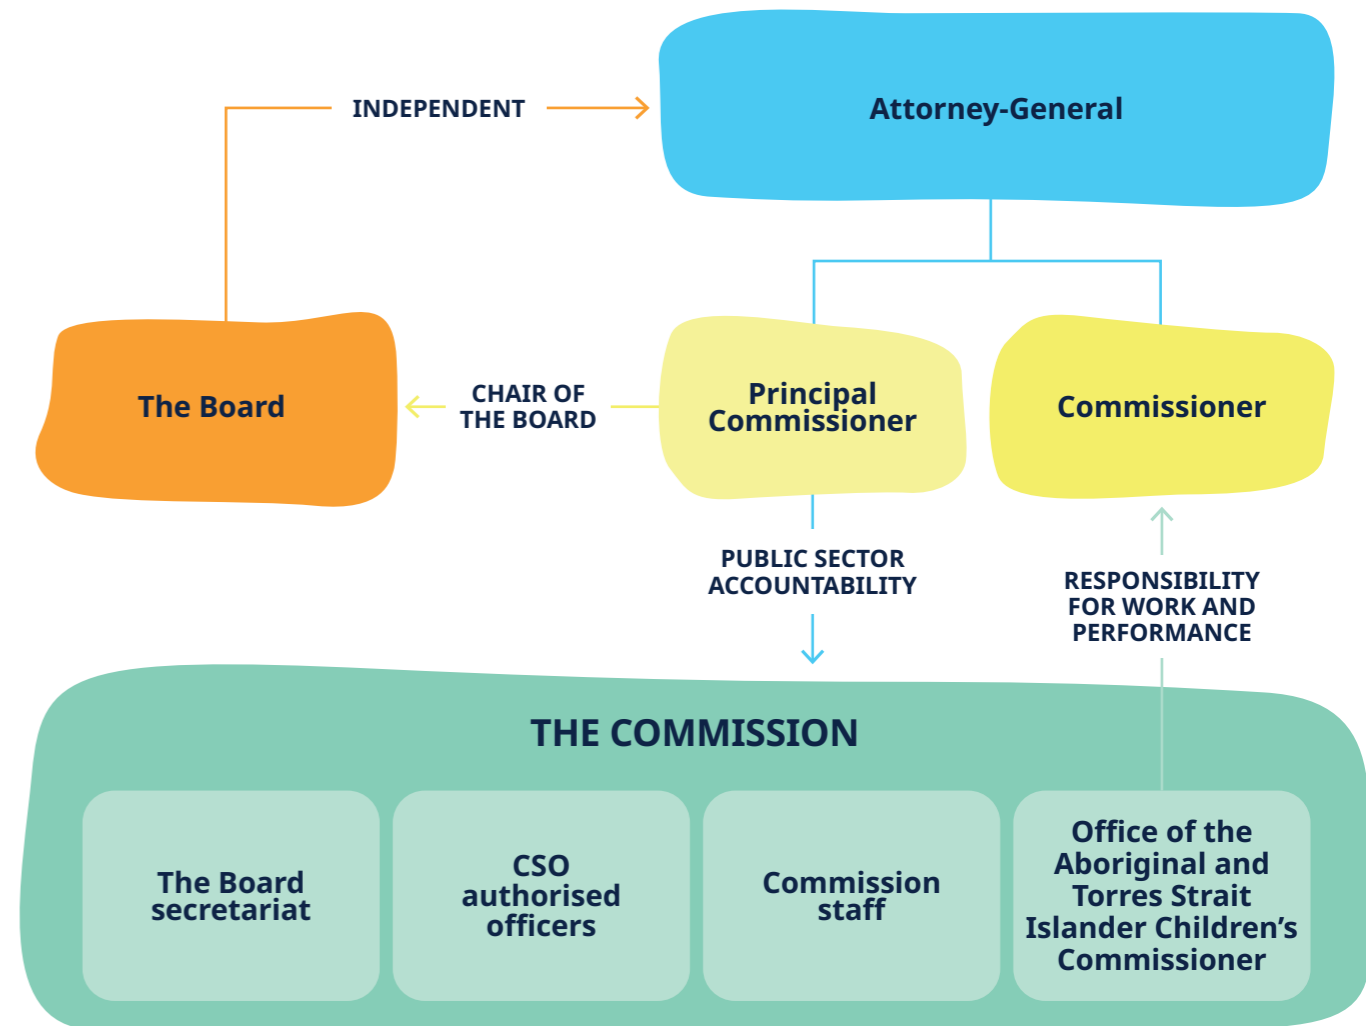 INDEPENDENT
Attorney-General
The Board
CHAIR OF
THE BOARD
Principal
Commissioner
Commissioner
PUBLIC SECTOR
ACCOUNTABILITY
RESPONSIBILITY
FOR WORK AND
PERFORMANCE
THE COMMISSION
The Board
secretariat
CSO
authorised
officers
Commission
staff
Office of the
Aboriginal and
Torres Strait
Islander Children’s
Commissioner